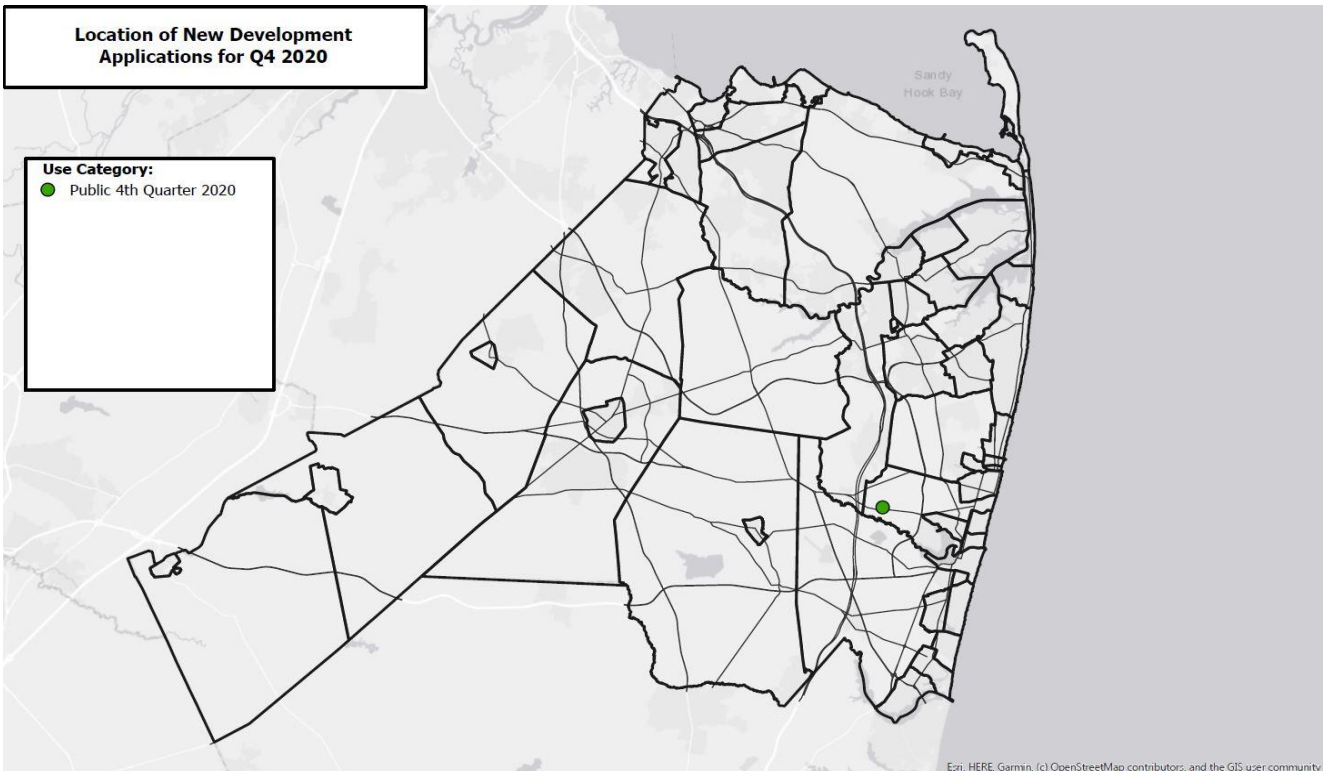 Location of New Development
Applications for Q4 2020
Sandy
Hook Bay
Use Category:
Public 4th Quarter 2020
Esri, HERE, Garmin, (c) OpenStreetMap contributors, and the GIS user community